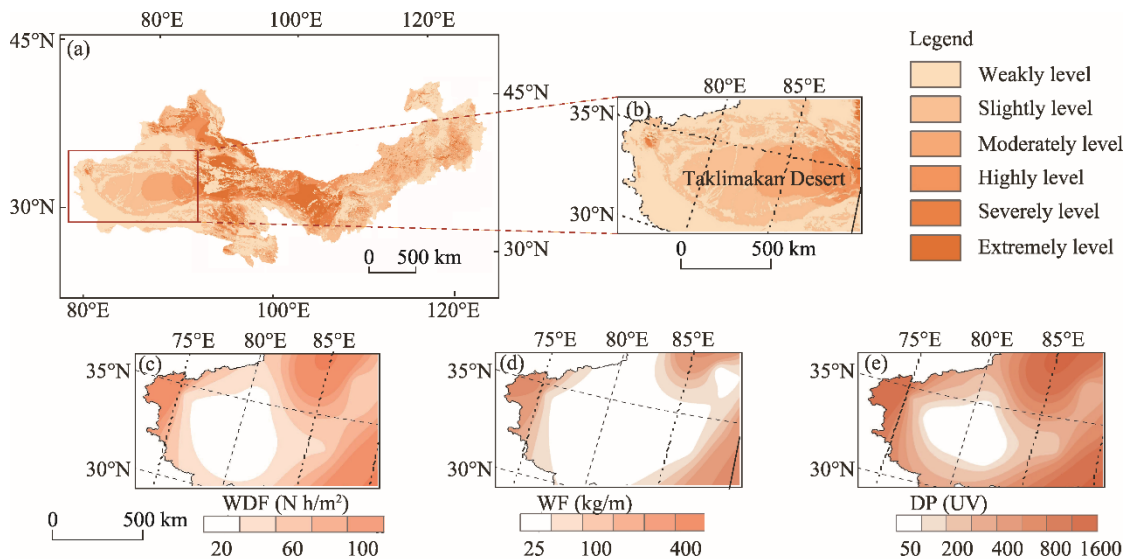 80°E 100°E 120°E
45°N (a)
Legend
Weakly level
Slightly level
Moderately level
Highly level
Severely level
Extremely level
45°N
30°N
30°N
0 500 km
80°E 100°E 120°E
(b) 80°E 85°E
35°N
Taklimakan Desert
30°N
0 500 km
75°E 80°E 85°E
(c)
35°N
30°N
WDF (N h/m²)
0 500 km
20 60 100
75°E 80°E 85°E
(d)
35°N
30°N
WF (kg/m)
25 100 400
75°E 80°E 85°E
(e)
35°N
30°N
DP (UV)
50 200 400 800 1600